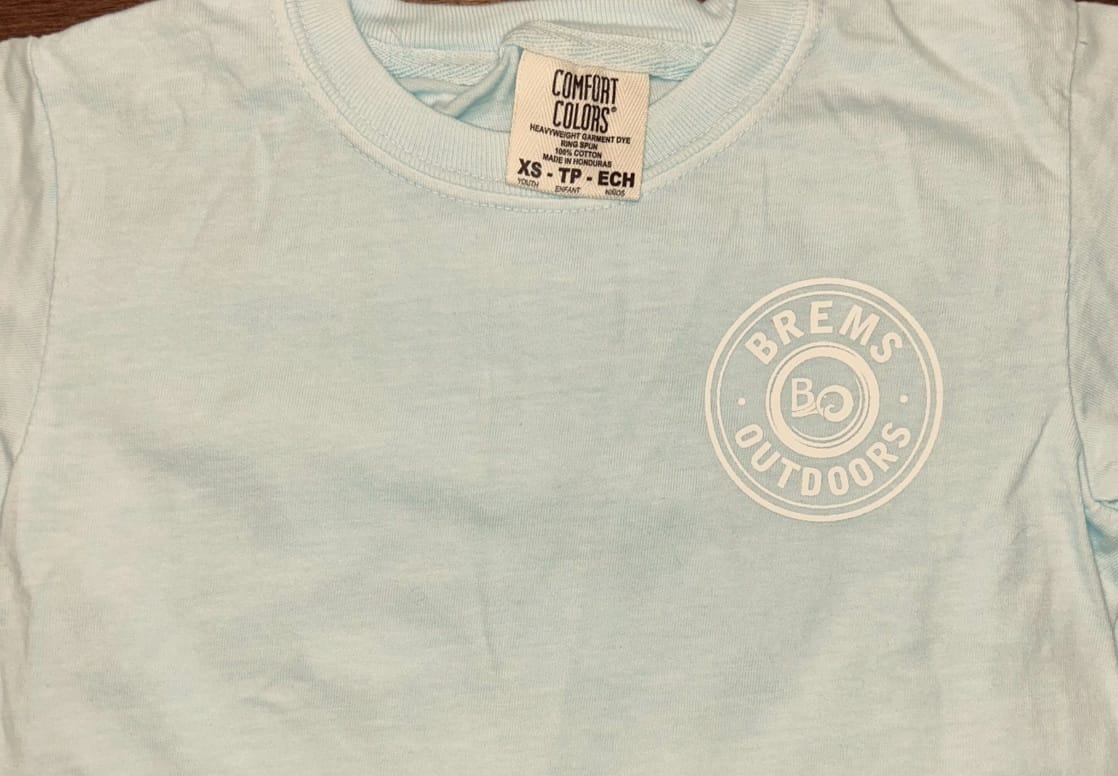 COMFORT
COLORS®
HEAVYWEIGHT GARMENT DYE
RING SPUN
100% COTTON
MADE IN HONDURAS
XS - TP - ECH
YOUTH ENFANT NIÑOS
BREMS
BO
OUTDOORS